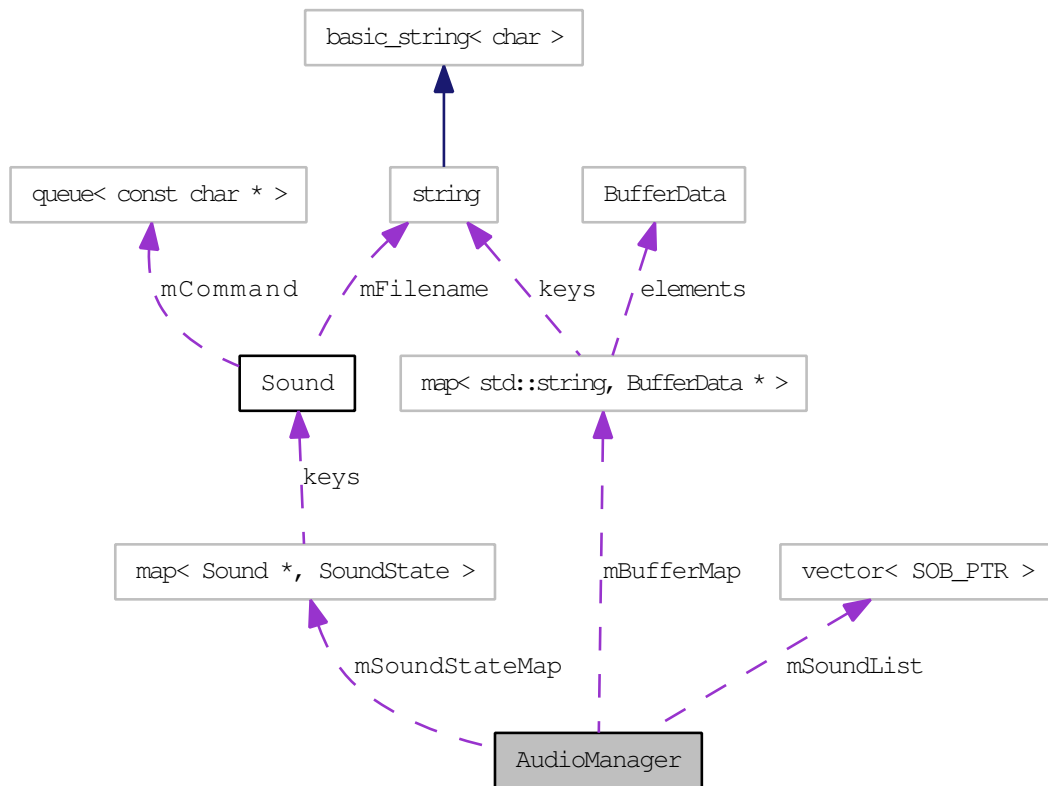 basic_string< char >
queue< const char * >
string
BufferData
mCommand
mFilename
keys
elements
Sound
map< std::string, BufferData * >
keys
map< Sound *, SoundState >
mBufferMap
vector< SOB_PTR >
mSoundStateMap
mSoundList
AudioManager